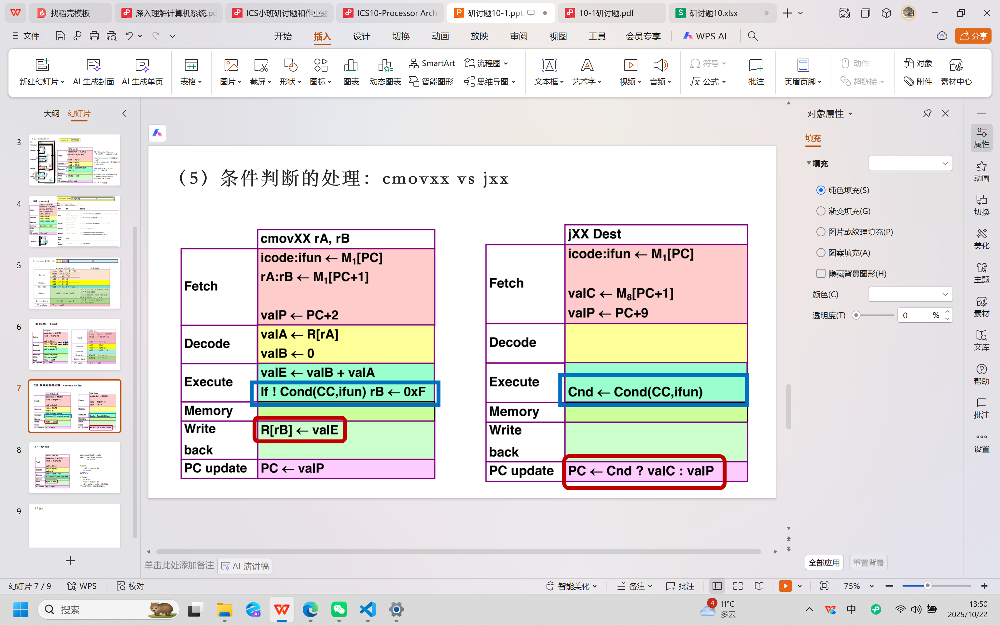 找稻壳模板
深入理解计算机系统.pd
ICS小班研讨题和作业题
ICS10-Processor Arch
研讨题10-1.ppt
10-1研讨题.pdf
研讨题10.xlsx
文件
开始
插入
设计
切换
动画
放映
审阅
视图
工具
会员专享
WPS AI
分享
新建幻灯片
AI 生成封面
AI 生成单页
表格
图片
截屏
形状
图标
图表
动态图表
SmartArt
智能图形
流程图
思维导图
文本框
艺术字
视频
音频
符号
公式
批注
页眉页脚
动作
超链接
对象
附件
素材中心
大纲
幻灯片
3
4
5
6
7
8
9
5.1 cmovxx
5.2 jxx
（5）条件判断的处理：cmovxx vs jxx
cmovXX rA, rB
Fetch
icode:ifun ← M₁[PC]
rA:rB ← M₁[PC+1]
valP ← PC+2
Decode
valA ← R[rA]
valB ← 0
Execute
valE ← valB + valA
If ! Cond(CC,ifun) rB ← 0xF
Memory
Write
back
R[rB] ← valE
PC update
PC ← valP
jXX Dest
Fetch
icode:ifun ← M₁[PC]
valC ← M₈[PC+1]
valP ← PC+9
Decode
Execute
Cnd ← Cond(CC,ifun)
Memory
Write
back
PC update
PC ← Cnd ? valC : valP
对象属性
填充
填充
纯色填充(S)
渐变填充(G)
图片或纹理填充(P)
图案填充(A)
隐藏背景图形(H)
颜色(C)
透明度(T)
0 %
全部应用
重置背景
属性
动画
切换
美化
主题
素材
文库
帮助
批注
设置
单击此处添加备注
AI 演讲稿
幻灯片 7 / 9
WPS
校对
智能美化
备注
批注
75%
搜索
4
11°C
多云
中
13:50
2025/10/22